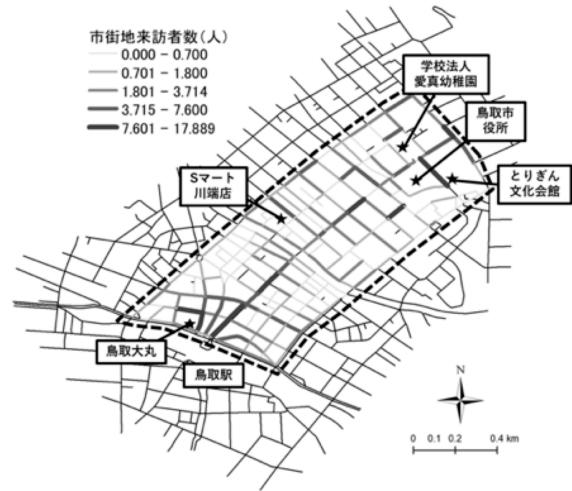 市街地来訪者数(人)
0.000 - 0.700
0.701 - 1.800
1.801 - 3.714
3.715 - 7.600
7.601 - 17.889
学校法人
愛真幼稚園
鳥取市
役所
Sマート
川端店
とりぎん
文化会館
鳥取大丸
鳥取駅
N
0 0.1 0.2 0.4 km